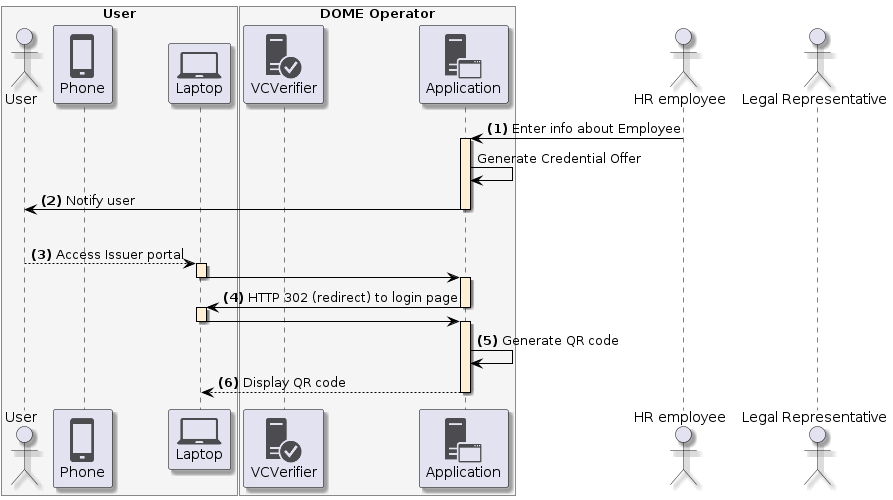 User
DOME Operator
User
Phone
Laptop
VCVerifier
Application
HR employee
Legal Representative
(1) Enter info about Employee
Generate Credential Offer
(2) Notify user
(3) Access Issuer portal
(4) HTTP 302 (redirect) to login page
(5) Generate QR code
(6) Display QR code
User
Phone
Laptop
VCVerifier
Application
HR employee
Legal Representative